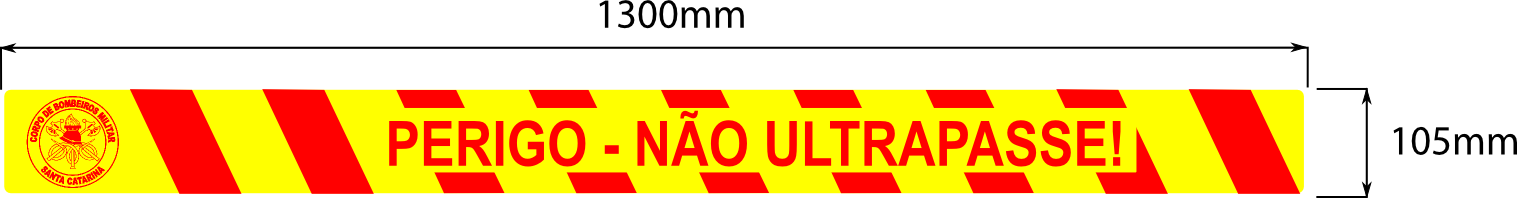 1300mm
CORPO DE BOMBEIROS MILITAR
SANTA CATARINA
PERIGO - NÃO ULTRAPASSE!
105mm